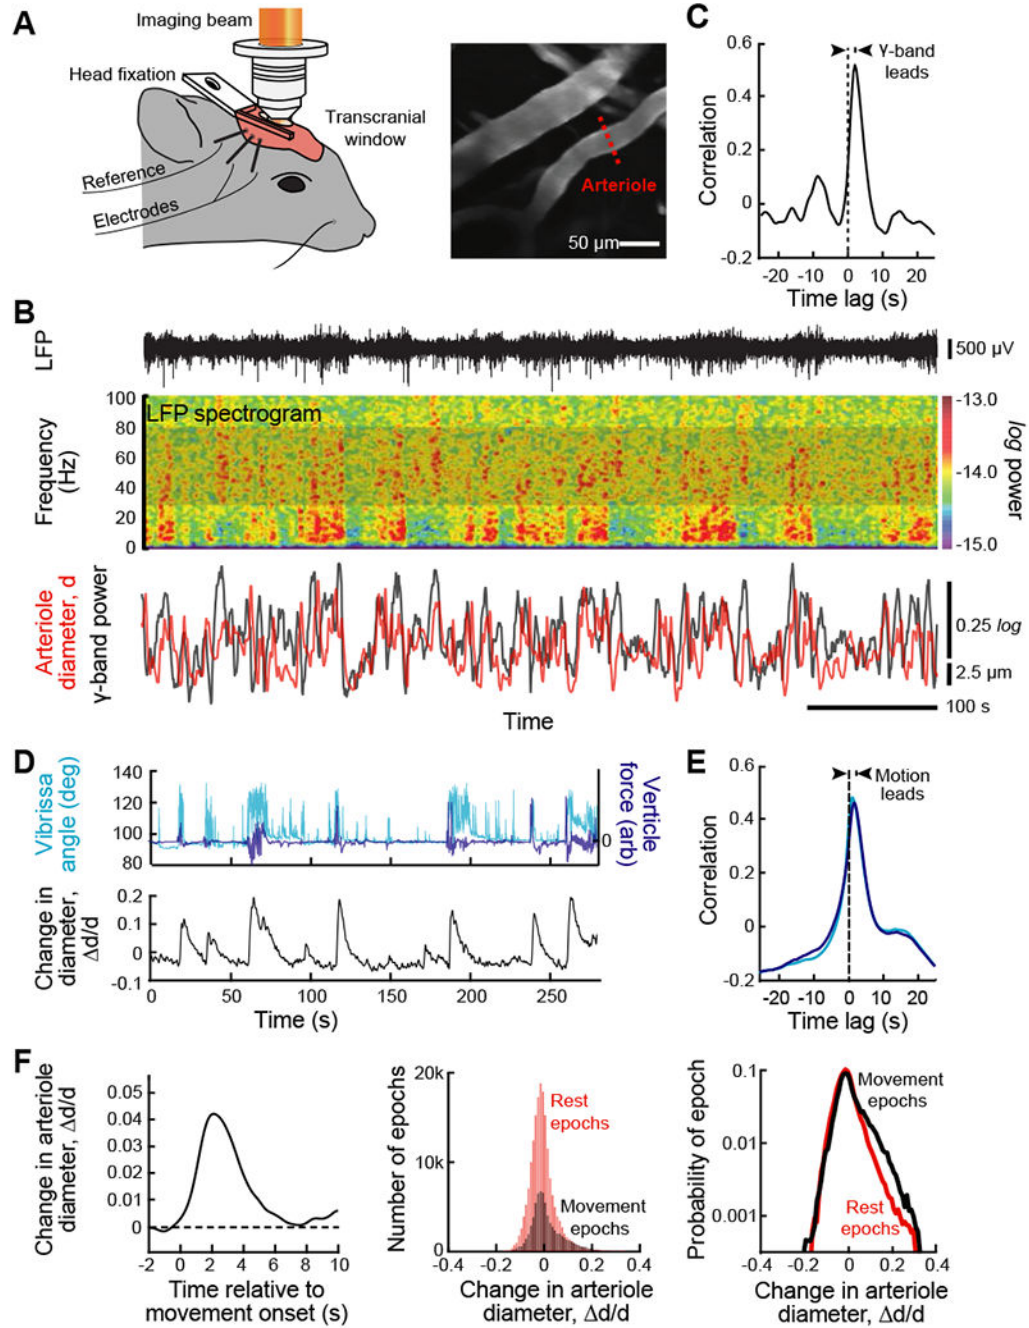 A
Imaging beam
Head fixation
Transcranial
window
Reference
Electrodes
Arteriole
50 µm
C
0.6
0.4
0.2
0
-0.2
Correlation
γ-band
leads
-20 -10 0 10 20
Time lag (s)
B
LFP
500 µV
LFP spectrogram
100
80
60
40
20
0
Frequency
(Hz)
-13.0
-14.0
-15.0
log power
Arteriole
diameter, d
γ-band power
0.25 log
2.5 µm
100 s
Time
D
Vibrissa
angle (deg)
140
120
100
80
0
Verticle
force (arb)
Change in
diameter,
Δd/d
0.2
0.1
0
-0.1
0 50 100 150 200 250
Time (s)
E
0.6
0.4
0.2
0
-0.2
Correlation
Motion
leads
-20 -10 0 10 20
Time lag (s)
F
Change in arteriole
diameter, Δd/d
0.05
0.04
0.03
0.02
0.01
0
-2 0 2 4 6 8 10
Time relative to
movement onset (s)
Number of epochs
20k
10k
0
Rest
epochs
Movement
epochs
-0.4 -0.2 0 0.2 0.4
Change in arteriole
diameter, Δd/d
Probability of epoch
0.1
0.01
0.001
Movement
epochs
Rest
epochs
-0.4 -0.2 0 0.2 0.4
Change in arteriole
diameter, Δd/d